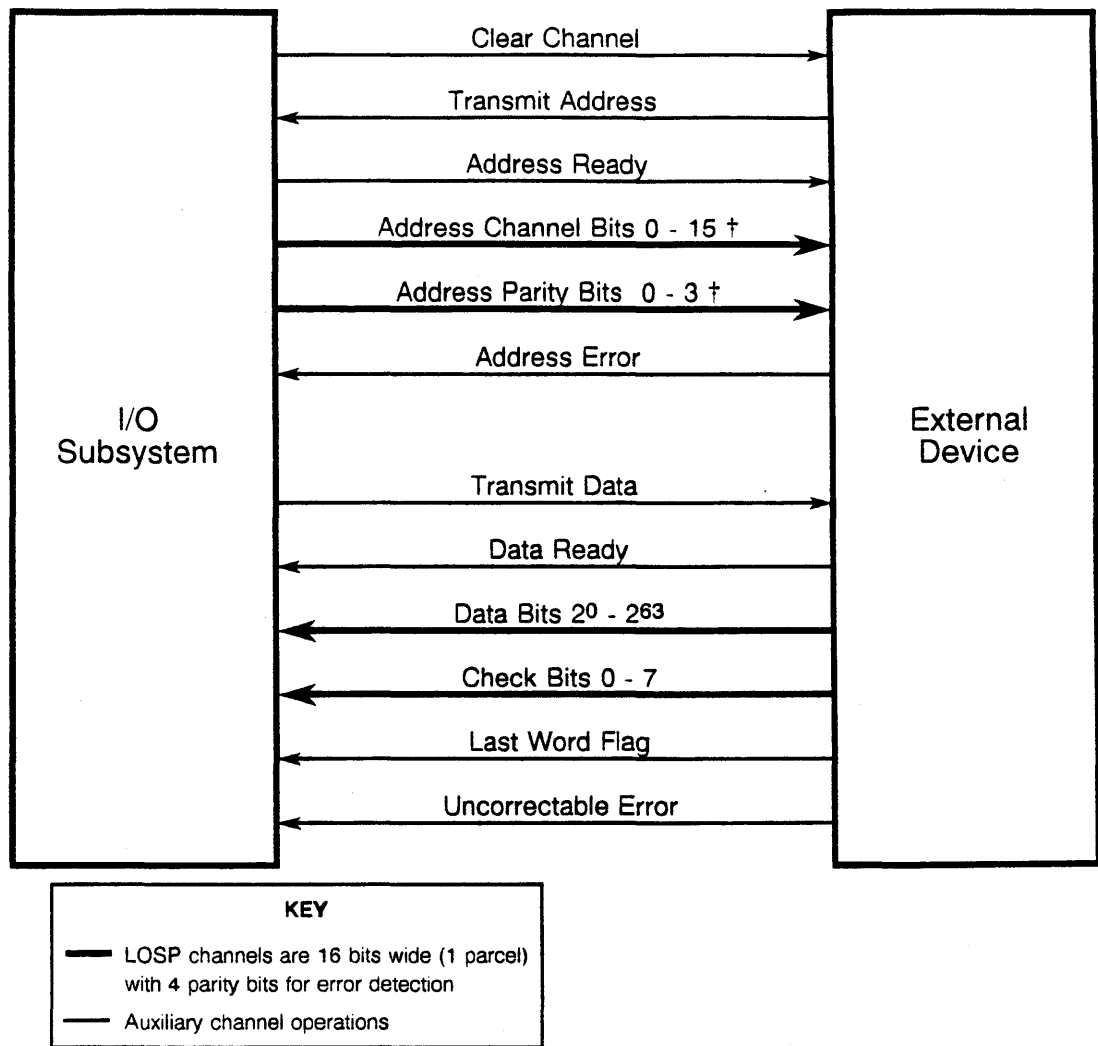 Clear Channel
Transmit Address
Address Ready
Address Channel Bits 0 - 15 †
Address Parity Bits 0 - 3 †
Address Error
I/O
Subsystem
External
Device
Transmit Data
Data Ready
Data Bits 2⁰ - 2⁶³
Check Bits 0 - 7
Last Word Flag
Uncorrectable Error
KEY
LOSP channels are 16 bits wide (1 parcel)
with 4 parity bits for error detection
Auxiliary channel operations